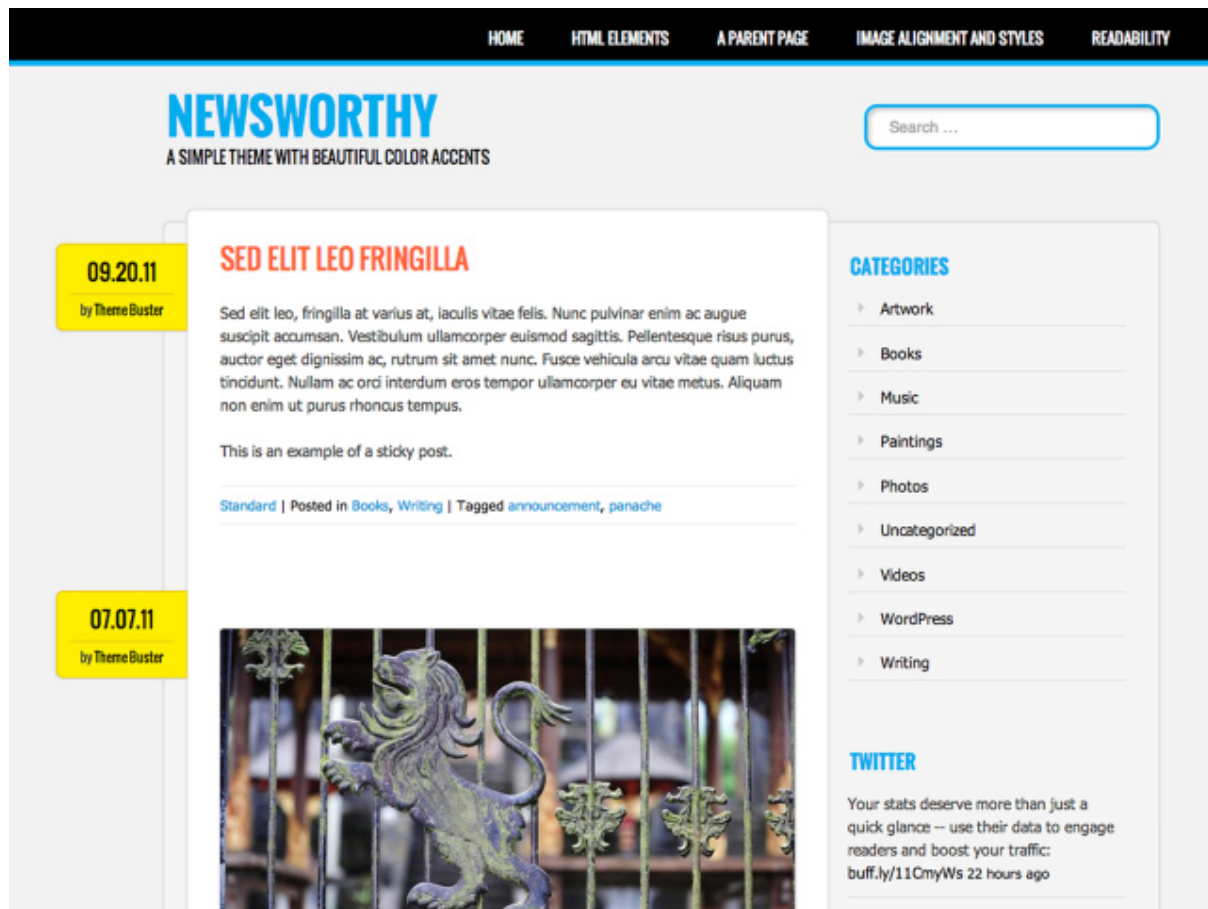 HOME HTML ELEMENTS A PARENT PAGE IMAGE ALIGNMENT AND STYLES READABILITY
NEWSWORTHY
A SIMPLE THEME WITH BEAUTIFUL COLOR ACCENTS
Search ...
09.20.11
by Theme Buster
SED ELIT LEO FRINGILLA
Sed elit leo, fringilla at varius at, iaculis vitae felis. Nunc pulvinar enim ac augue
suscipit accumsan. Vestibulum ullamcorper euismod sagittis. Pellentesque risus purus,
auctor eget dignissim ac, rutrum sit amet nunc. Fusce vehicula arcu vitae quam luctus
tincidunt. Nullam ac orci interdum eros tempor ullamcorper eu vitae metus. Aliquam
non enim ut purus rhoncus tempus.
This is an example of a sticky post.
Standard | Posted in Books, Writing | Tagged announcement, panache
07.07.11
by Theme Buster
CATEGORIES
Artwork
Books
Music
Paintings
Photos
Uncategorized
Videos
WordPress
Writing
TWITTER
Your stats deserve more than just a
quick glance -- use their data to engage
readers and boost your traffic:
buff.ly/11CmyWs 22 hours ago